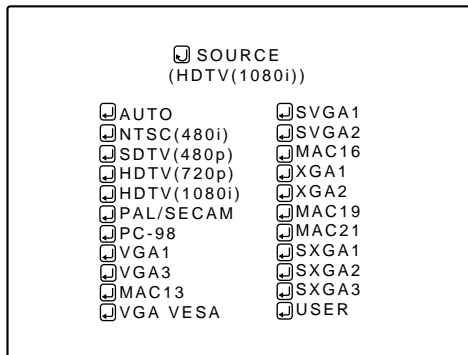 SOURCE
(HDTV(1080i))
AUTO
NTSC(480i)
SDTV(480p)
HDTV(720p)
HDTV(1080i)
PAL/SECAM
PC-98
VGA1
VGA3
MAC13
VGA VESA
SVGA1
SVGA2
MAC16
XGA1
XGA2
MAC19
MAC21
SXGA1
SXGA2
SXGA3
USER